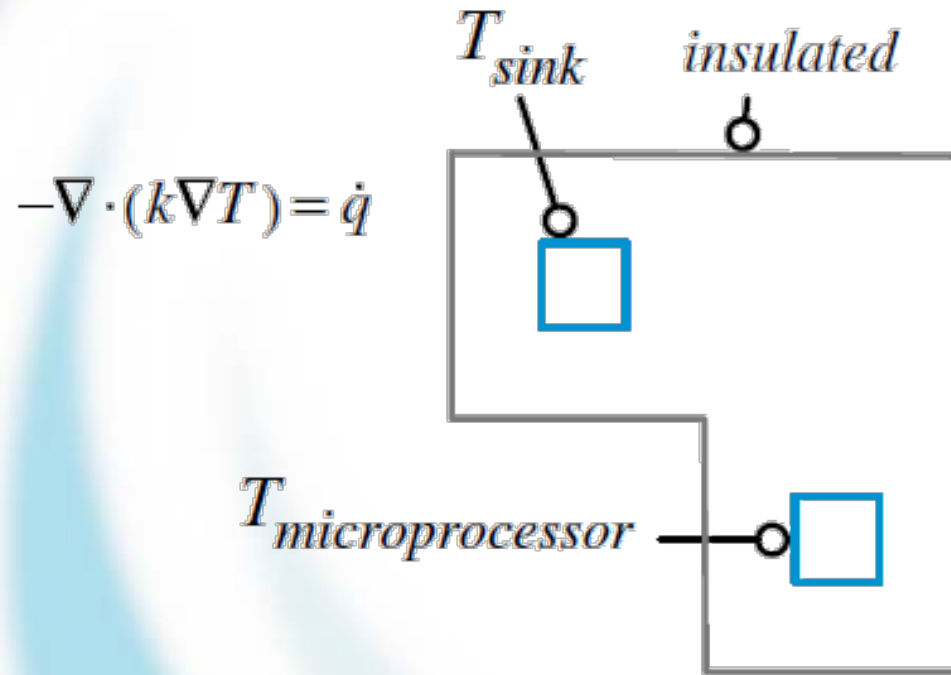 T_sink insulated
−∇·(k∇T) = q̇
T_microprocessor